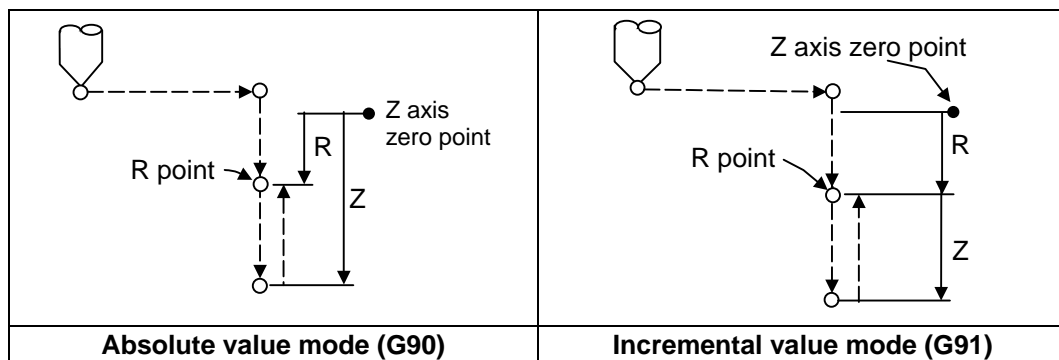 Z axis
zero point
R
R point
Z
Absolute value mode (G90)
Z axis zero point
R
R point
Z
Incremental value mode (G91)